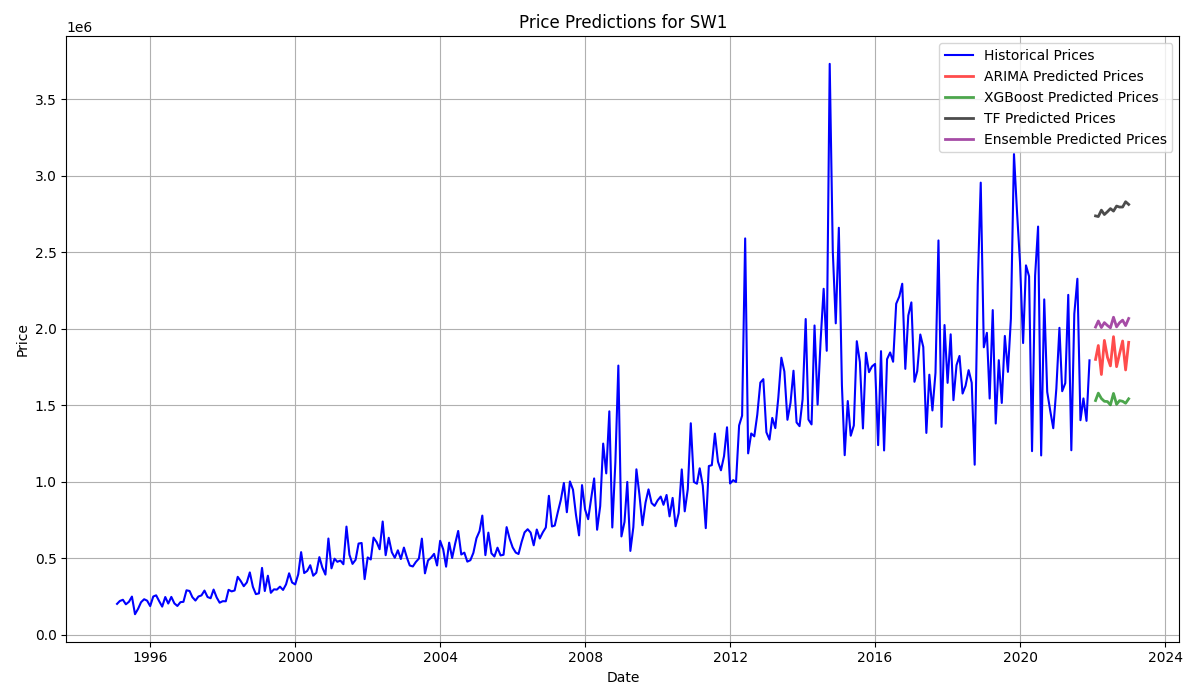 Price Predictions for SW1
1e6
Historical Prices
ARIMA Predicted Prices
XGBoost Predicted Prices
TF Predicted Prices
Ensemble Predicted Prices
3.5
3.0
2.5
2.0
1.5
1.0
0.5
0.0
Price
1996 2000 2004 2008 2012 2016 2020 2024
Date